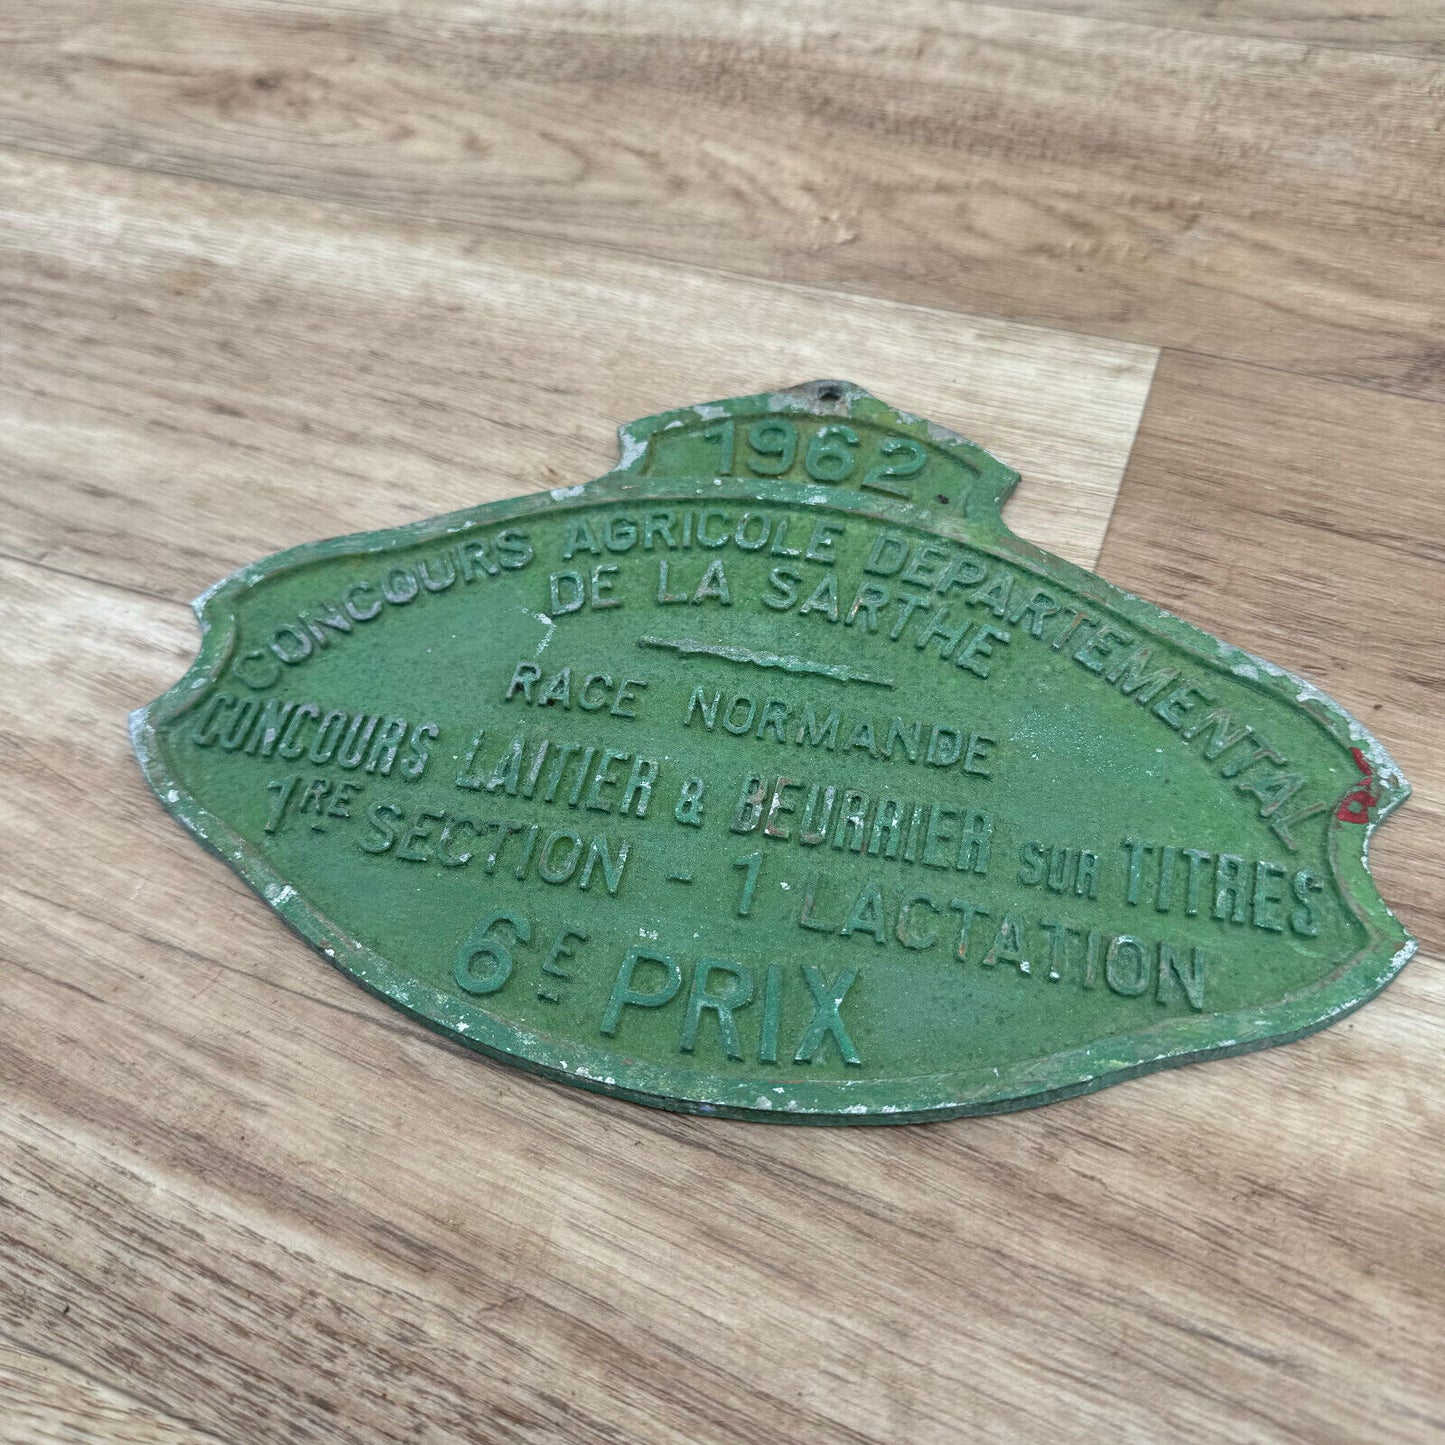 1962
CONCOURS AGRICOLE DEPARTEMENTAL
DE LA SARTHE
RACE NORMANDE
CONCOURS LAITIER & BEURRIER SUR TITRES
1RE SECTION - 1 LACTATION
6E PRIX